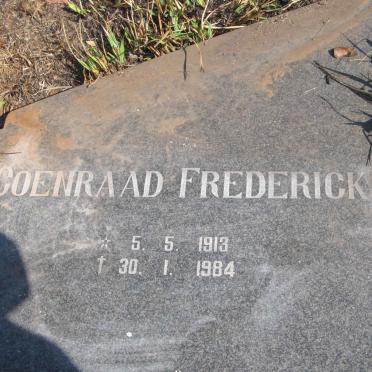 COENRAAD FREDERICK
☆ 5. 5. 1913
† 30. 1. 1984